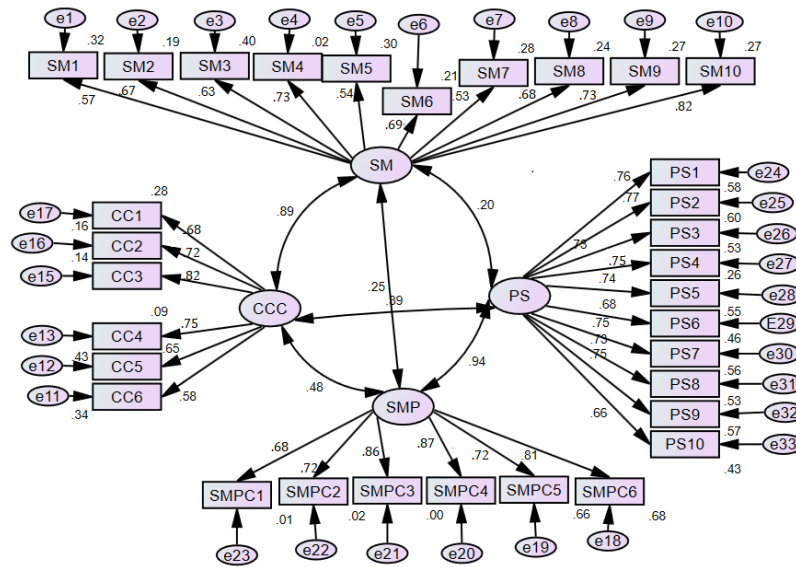 e1 e2 e3 e4 e5 e6 e7 e8 e9 e10
.32 .19 .40 .02 .30 .21 .28 .24 .27 .27
SM1 SM2 SM3 SM4 SM5 SM6 SM7 SM8 SM9 SM10
.57 .67 .63 .73 .54 .69 .53 .68 .73 .82
SM
.89 .20
.28
e17 CC1 .68
.16
e16 CC2 .72
.14
e15 CC3 .82
CCC
.09
e13 CC4 .75
e12 .43 CC5 .65
e11 CC6 .58
.34
.25
.39
PS
.76 PS1 e24
.58
.77 PS2 e25
.60
.73 PS3 e26
.53
.75 PS4 e27
.26
.74 PS5 e28
.55
.68 PS6 E29
.46
.75 PS7 e30
.56
.73 PS8 e31
.53
.75 PS9 e32
.57
.66 PS10 e33
.43
.48 .94
SMP
.68 .72 .86 .87 .72 .81
SMPC1 SMPC2 SMPC3 SMPC4 SMPC5 SMPC6
.01 .02 .00 .66 .68
e23 e22 e21 e20 e19 e18